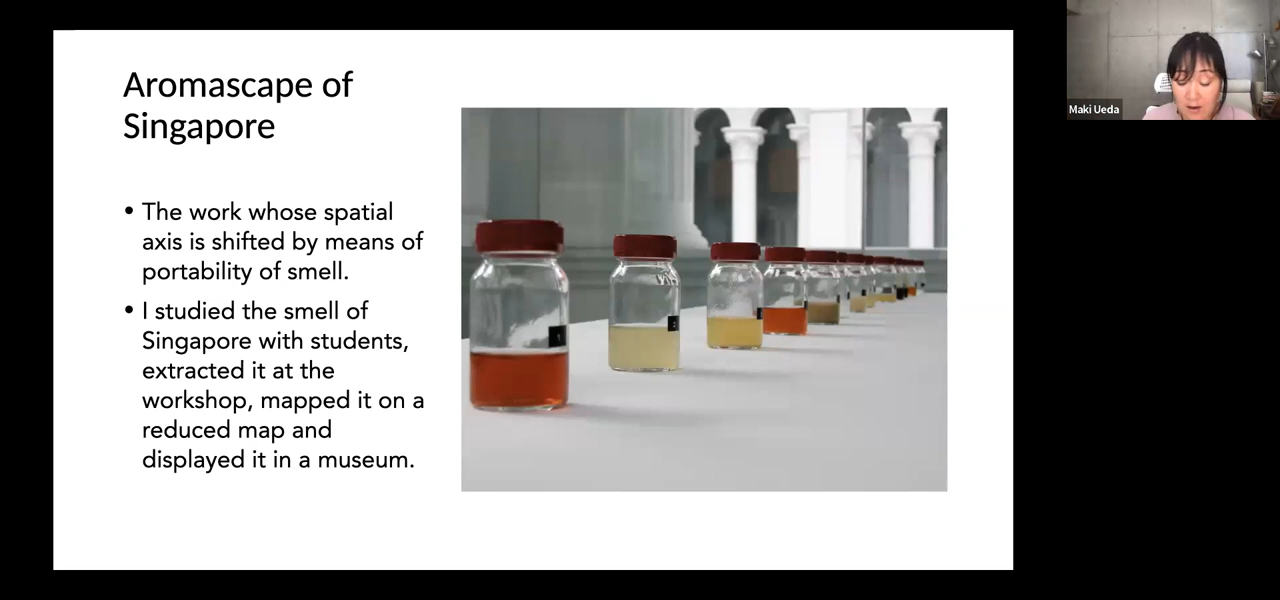 Aromascape of
Singapore
• The work whose spatial
axis is shifted by means of
portability of smell.
• I studied the smell of
Singapore with students,
extracted it at the
workshop, mapped it on a
reduced map and
displayed it in a museum.
Maki Ueda